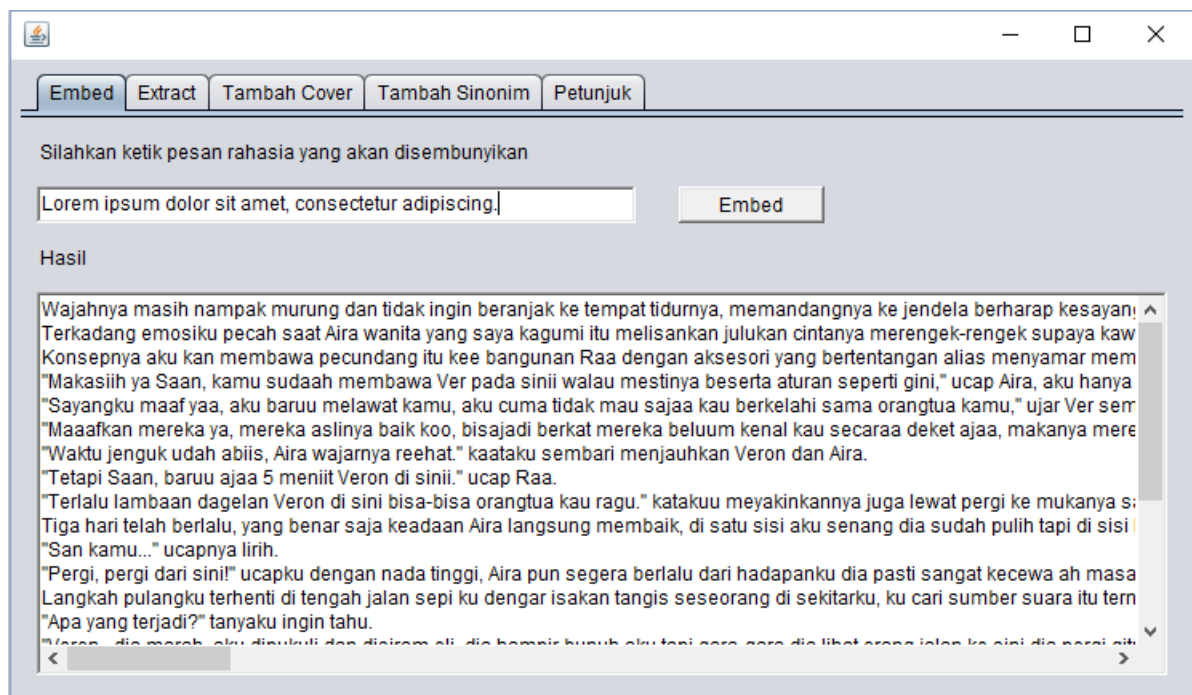 Embed Extract Tambah Cover Tambah Sinonim Petunjuk
Silahkan ketik pesan rahasia yang akan disembunyikan
Lorem ipsum dolor sit amet, consectetur adipiscing. Embed
Hasil
Wajahnya masih nampak murung dan tidak ingin beranjak ke tempat tidurnya, memandangnya ke jendela berharap kesayang
Terkadang emosiku pecah saat Aira wanita yang saya kagumi itu melisankan julukan cintanya merengek-rengek supaya kaw
Konsepnya aku kan membawa pecundang itu kee bangunan Raa dengan aksesori yang bertentangan alias menyamar mem
"Makasiih ya Saan, kamu sudaah membawa Ver pada sinii walau mestinya beserta aturan seperti gini," ucap Aira, aku hanya
"Sayangku maaf yaa, aku baruu melawat kamu, aku cuma tidak mau sajaa kau berkelahi sama orangtua kamu," ujar Ver sem
"Maaafkan mereka ya, mereka aslinya baik koo, bisajadi berkat mereka beluum kenal kau secaraa deket ajaa, makanya mere
"Waktu jenguk udah abiis, Aira wajarnya reehat." kaataku sembari menjauhkan Veron dan Aira.
"Tetapi Saan, baruu ajaa 5 meniit Veron di sinii." ucap Raa.
"Terlalu lambaan dagelan Veron di sini bisa-bisa orangtua kau ragu." katakuu meyakinkannya juga lewat pergi ke mukanya sa
Tiga hari telah berlalu, yang benar saja keadaan Aira langsung membaik, di satu sisi aku senang dia sudah pulih tapi di sisi
"San kamu..." ucapnya lirih.
"Pergi, pergi dari sini!" ucapku dengan nada tinggi, Aira pun segera berlalu dari hadapanku dia pasti sangat kecewa ah masa
Langkah pulangku terhenti di tengah jalan sepi ku dengar isakan tangis seseorang di sekitarku, ku cari sumber suara itu tern
"Apa yang terjadi?" tanyaku ingin tahu.